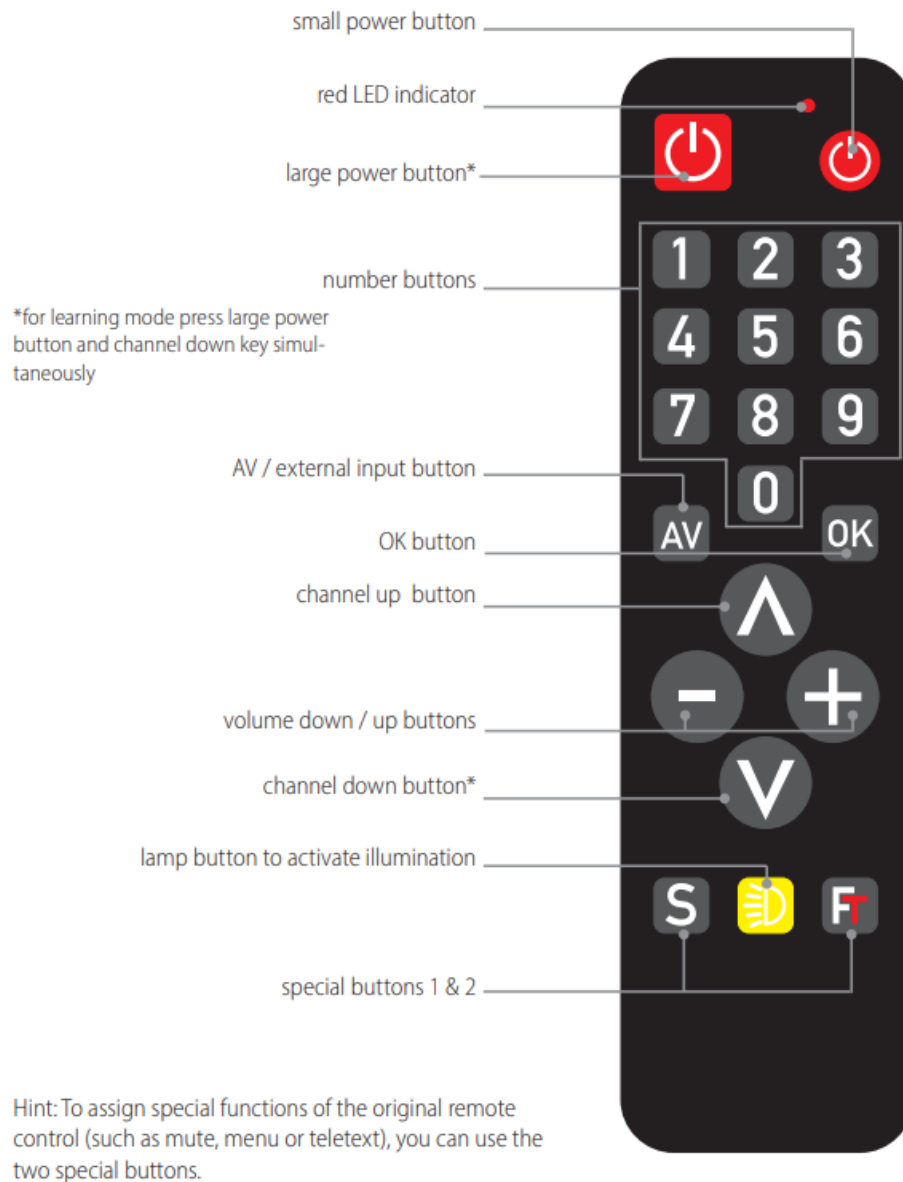 small power button
red LED indicator
large power button*
number buttons
1 2 3
*for learning mode press large power
button and channel down key simul-
taneously
4 5 6
7 8 9
AV / external input button
0
AV OK
OK button
channel up button
- +
volume down / up buttons
channel down button*
lamp button to activate illumination
S FT
special buttons 1 & 2
Hint: To assign special functions of the original remote
control (such as mute, menu or teletext), you can use the
two special buttons.